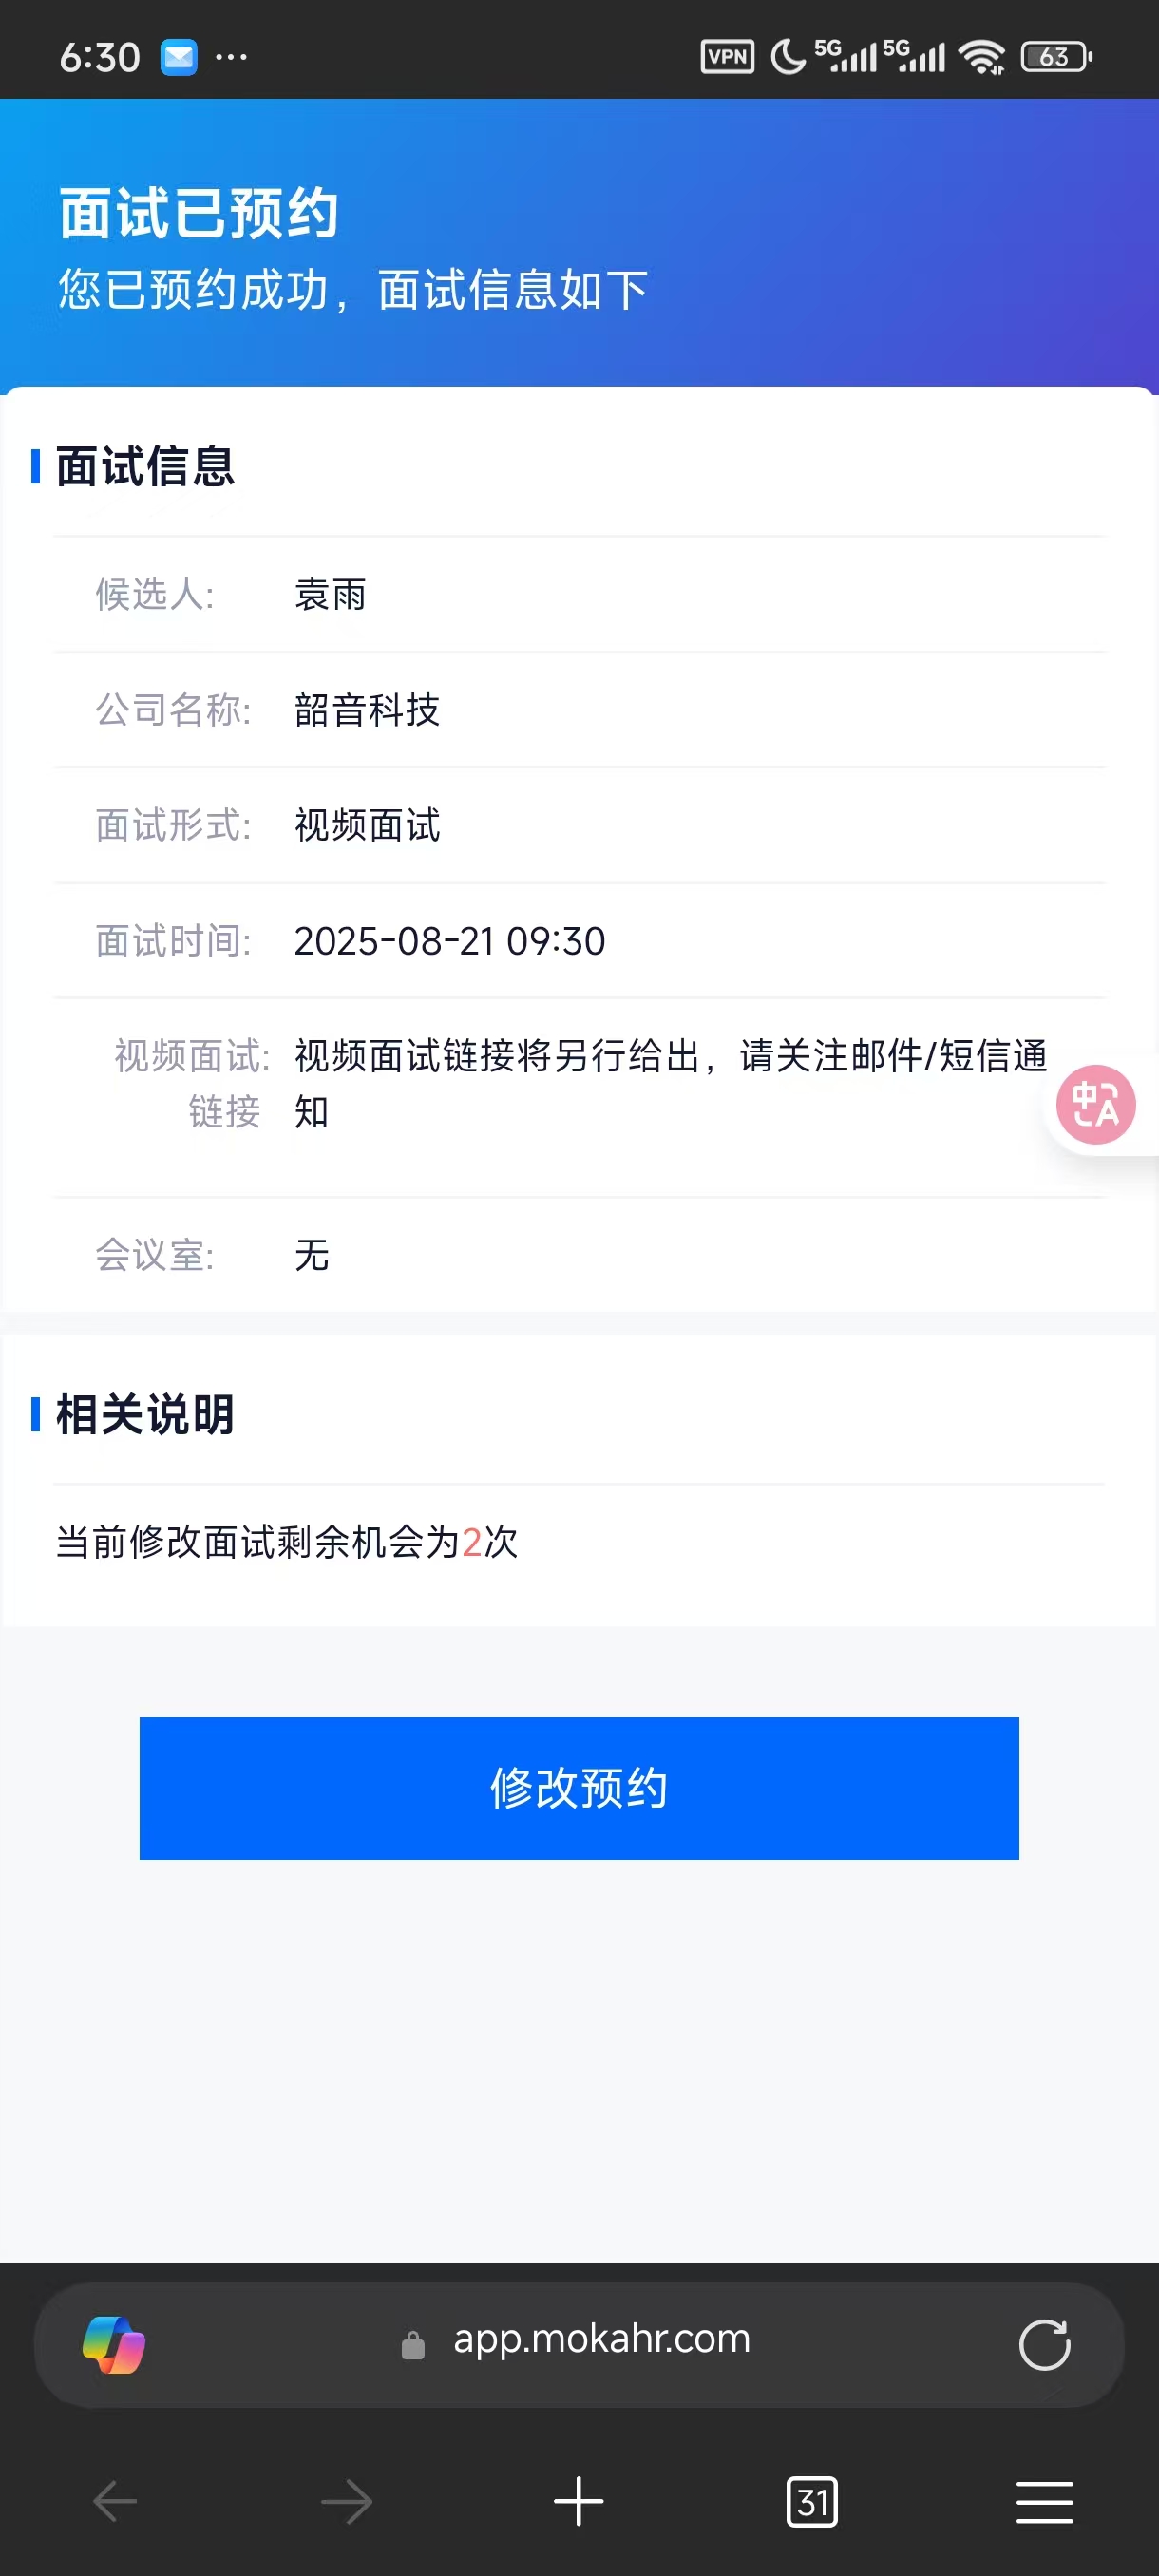 6:30 ··· VPN 5G 5G 63
面试已预约
您已预约成功，面试信息如下
面试信息
候选人: 袁雨
公司名称: 韶音科技
面试形式: 视频面试
面试时间: 2025-08-21 09:30
视频面试: 视频面试链接将另行给出，请关注邮件/短信通
链接 知
中A
会议室: 无
相关说明
当前修改面试剩余机会为2次
修改预约
app.mokahr.com
31